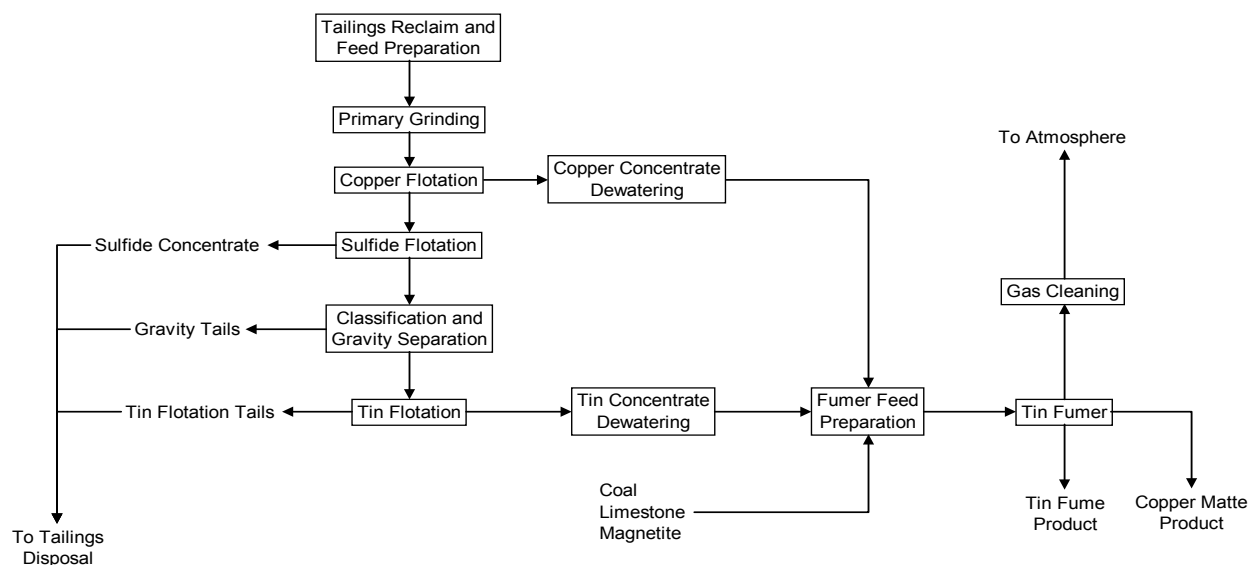 Tailings Reclaim and
Feed Preparation
Primary Grinding
To Atmosphere
Copper Flotation
Copper Concentrate
Dewatering
Sulfide Concentrate
Sulfide Flotation
Gas Cleaning
Gravity Tails
Classification and
Gravity Separation
Tin Flotation Tails
Tin Flotation
Tin Concentrate
Dewatering
Fumer Feed
Preparation
Tin Fumer
Coal
Limestone
Magnetite
Tin Fume
Product
Copper Matte
Product
To Tailings
Disposal